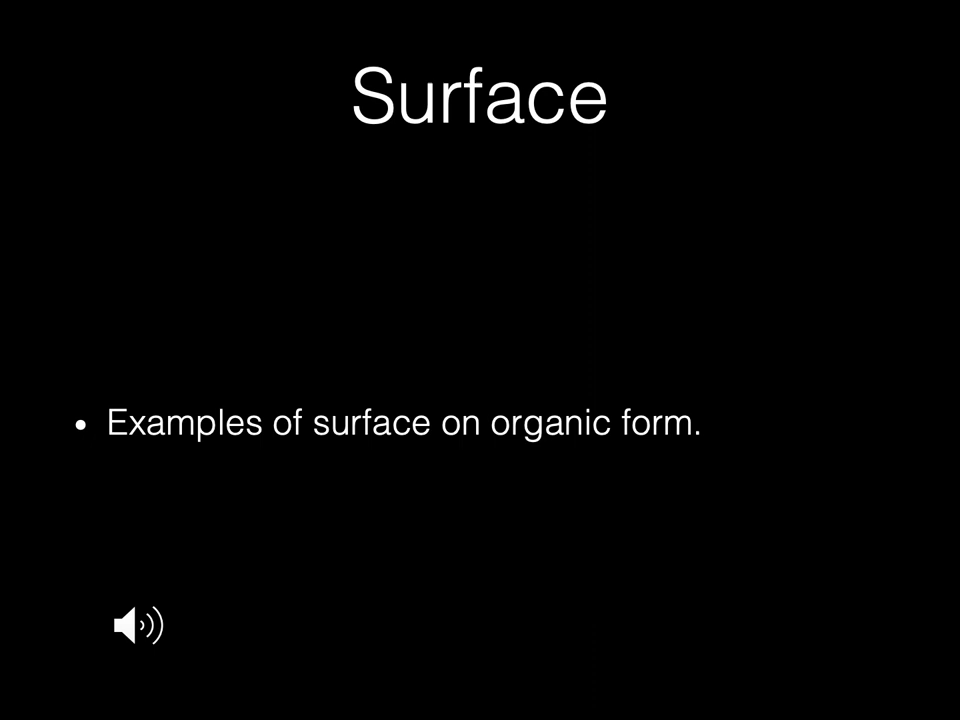 Surface
• Examples of surface on organic form.